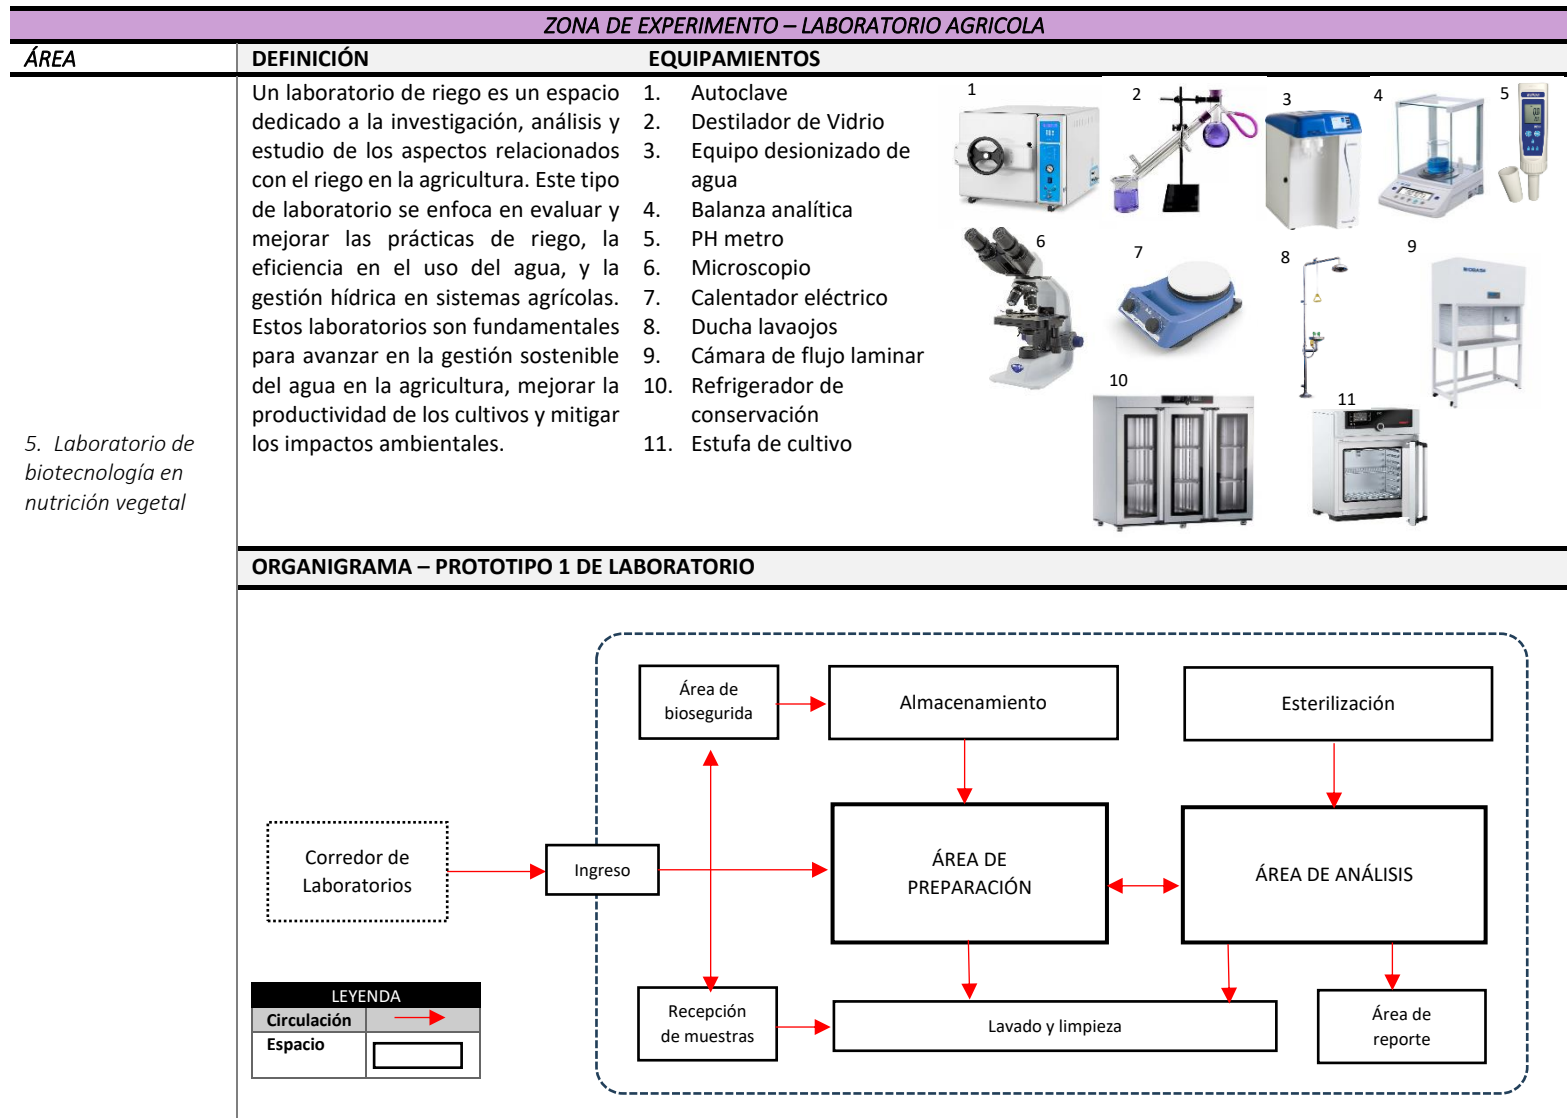 ZONA DE EXPERIMENTO – LABORATORIO AGRICOLA
ÁREA
DEFINICIÓN
EQUIPAMIENTOS
5. Laboratorio de
biotecnología en
nutrición vegetal
Un laboratorio de riego es un espacio
dedicado a la investigación, análisis y
estudio de los aspectos relacionados
con el riego en la agricultura. Este tipo
de laboratorio se enfoca en evaluar y
mejorar las prácticas de riego, la
eficiencia en el uso del agua, y la
gestión hídrica en sistemas agrícolas.
Estos laboratorios son fundamentales
para avanzar en la gestión sostenible
del agua en la agricultura, mejorar la
productividad de los cultivos y mitigar
los impactos ambientales.
1. Autoclave
2. Destilador de Vidrio
3. Equipo desionizado de
agua
4. Balanza analítica
5. PH metro
6. Microscopio
7. Calentador eléctrico
8. Ducha lavaojos
9. Cámara de flujo laminar
10. Refrigerador de
conservación
11. Estufa de cultivo
1
2
3
4
5
6
7
8
9
10
11
ORGANIGRAMA – PROTOTIPO 1 DE LABORATORIO
Área de
biosegurida
Almacenamiento
Esterilización
Corredor de
Laboratorios
Ingreso
ÁREA DE
PREPARACIÓN
ÁREA DE ANÁLISIS
Recepción
de muestras
Lavado y limpieza
Área de
reporte
LEYENDA
Circulación
Espacio